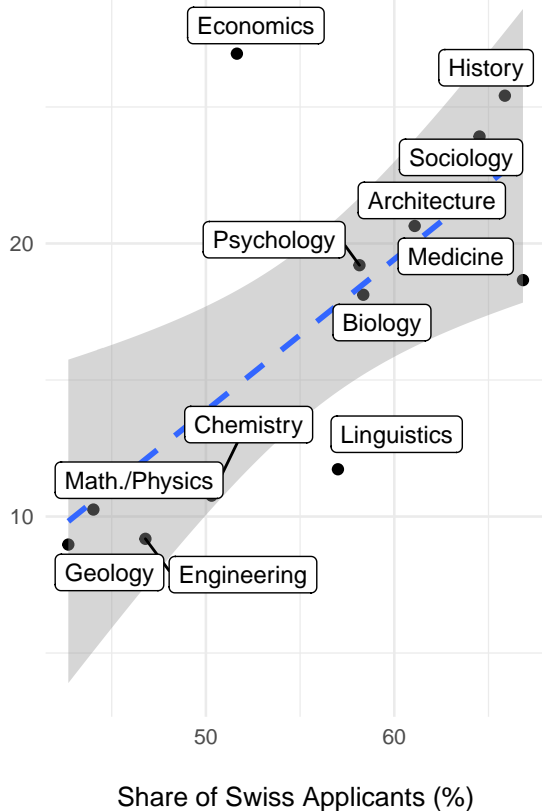 Economics
History
Sociology
Architecture
20
Psychology
Medicine
Biology
Chemistry
Linguistics
Math./Physics
10
Geology
Engineering
50
60
Share of Swiss Applicants (%)